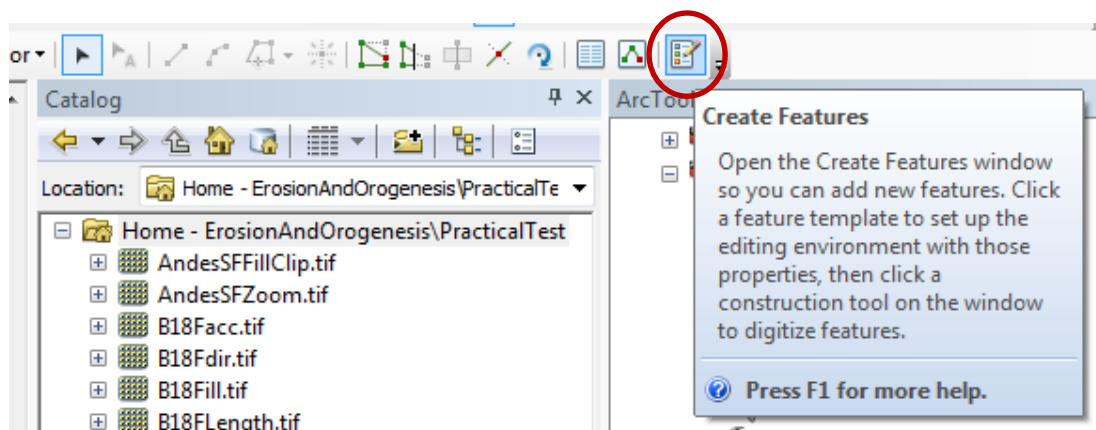 or
Catalog
ArcTool
Create Features
Open the Create Features window
so you can add new features. Click
a feature template to set up the
editing environment with those
properties, then click a
construction tool on the window
to digitize features.
Press F1 for more help.
Location: Home - ErosionAndOrogenesis\PracticalTe
Home - ErosionAndOrogenesis\PracticalTest
AndesSFFillClip.tif
AndesSFZoom.tif
B18Facc.tif
B18Fdir.tif
B18Fill.tif
B18FLength.tif